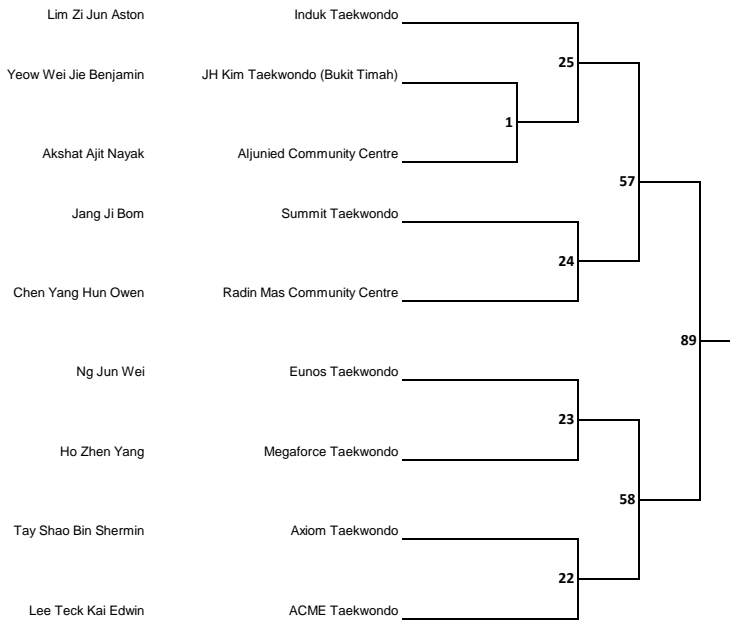 Lim Zi Jun Aston Induk Taekwondo
25
Yeow Wei Jie Benjamin JH Kim Taekwondo (Bukit Timah)
1
Akshat Ajit Nayak Aljunied Community Centre
57
Jang Ji Bom Summit Taekwondo
24
Chen Yang Hun Owen Radin Mas Community Centre
89
Ng Jun Wei Eunos Taekwondo
23
Ho Zhen Yang Megaforce Taekwondo
58
Tay Shao Bin Shermin Axiom Taekwondo
22
Lee Teck Kai Edwin ACME Taekwondo